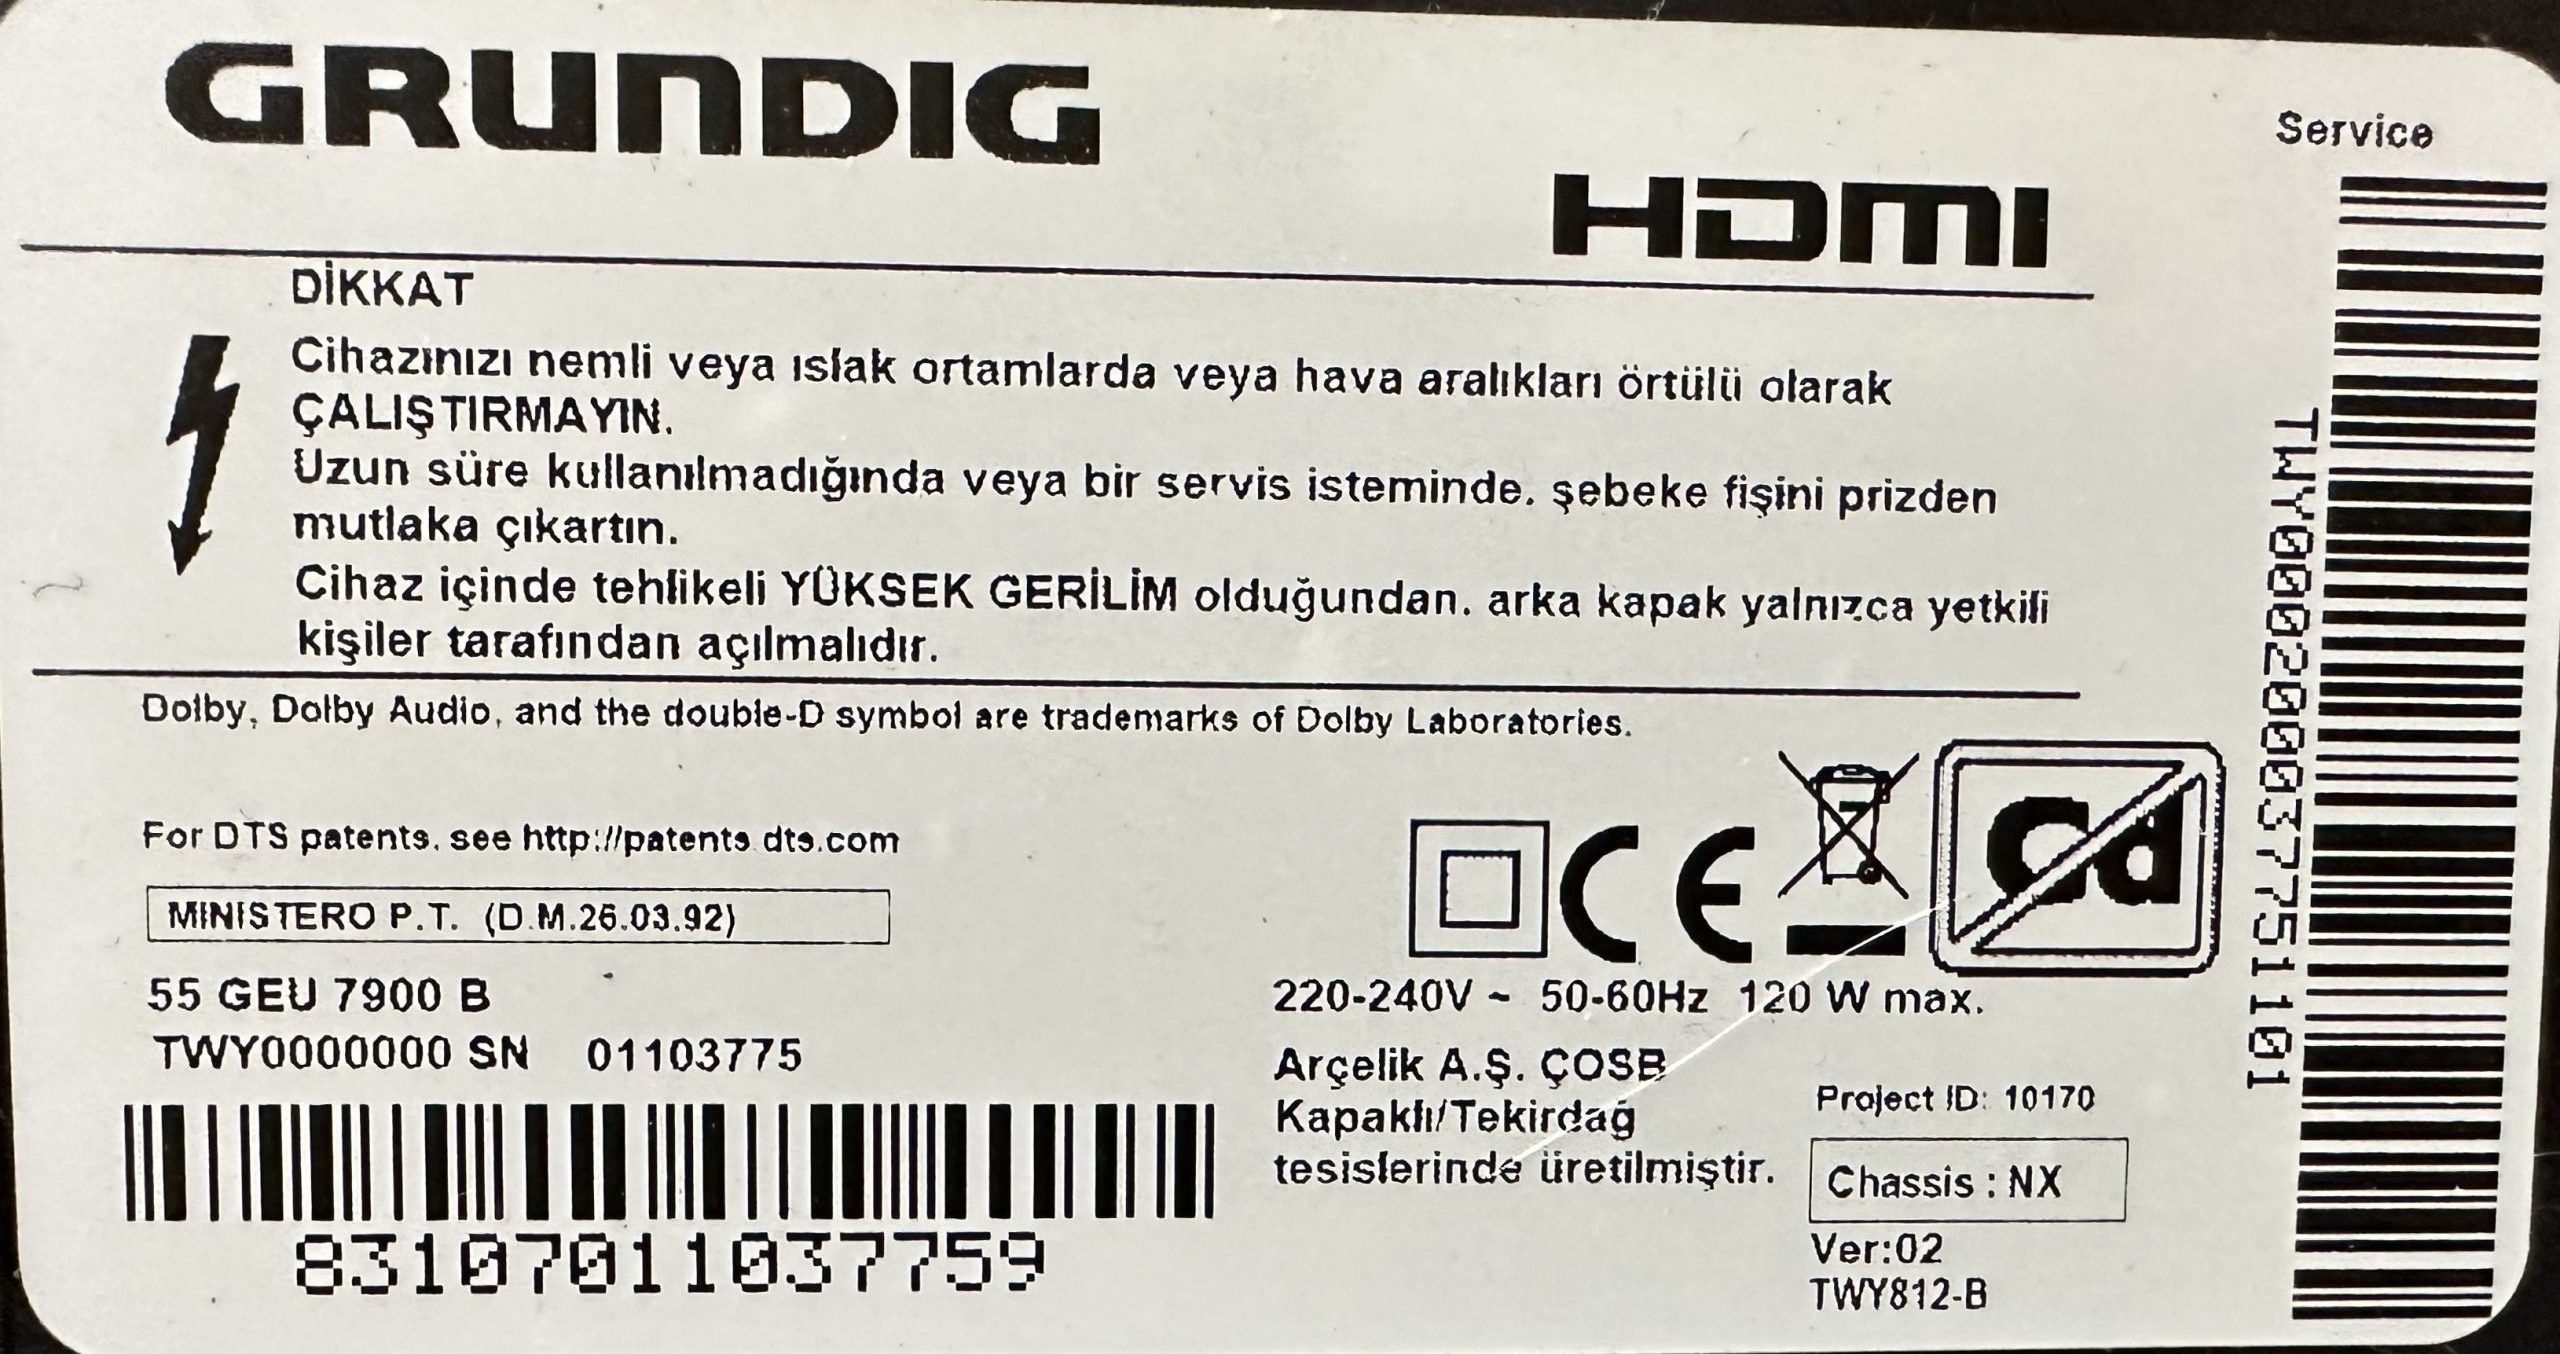 GRUNDIG
HDMI
Service
DİKKAT
Cihazınızı nemli veya ıslak ortamlarda veya hava aralıkları örtülü olarak
ÇALIŞTIRMAYIN.
Uzun süre kullanılmadığında veya bir servis isteminde. şebeke fişini prizden
mutlaka çıkartın.
Cihaz içinde tehlikeli YÜKSEK GERİLİM olduğundan. arka kapak yalnızca yetkili
kişiler tarafından açılmalıdır.
Dolby, Dolby Audio, and the double-D symbol are trademarks of Dolby Laboratories.
For DTS patents. see http://patents.dts.com
MINISTERO P.T. (D.M.26.03.92)
55 GEU 7900 B
TWY0000000 SN 01103775
83107011037759
CE
Cd
220-240V ~ 50-60Hz 120 W max.
Arçelik A.Ş. ÇOSB
Kapaklı/Tekirdağ
tesislerinde üretilmiştir.
Project ID: 10170
Chassis : NX
Ver:02
TWY812-B
TWY000200037751101